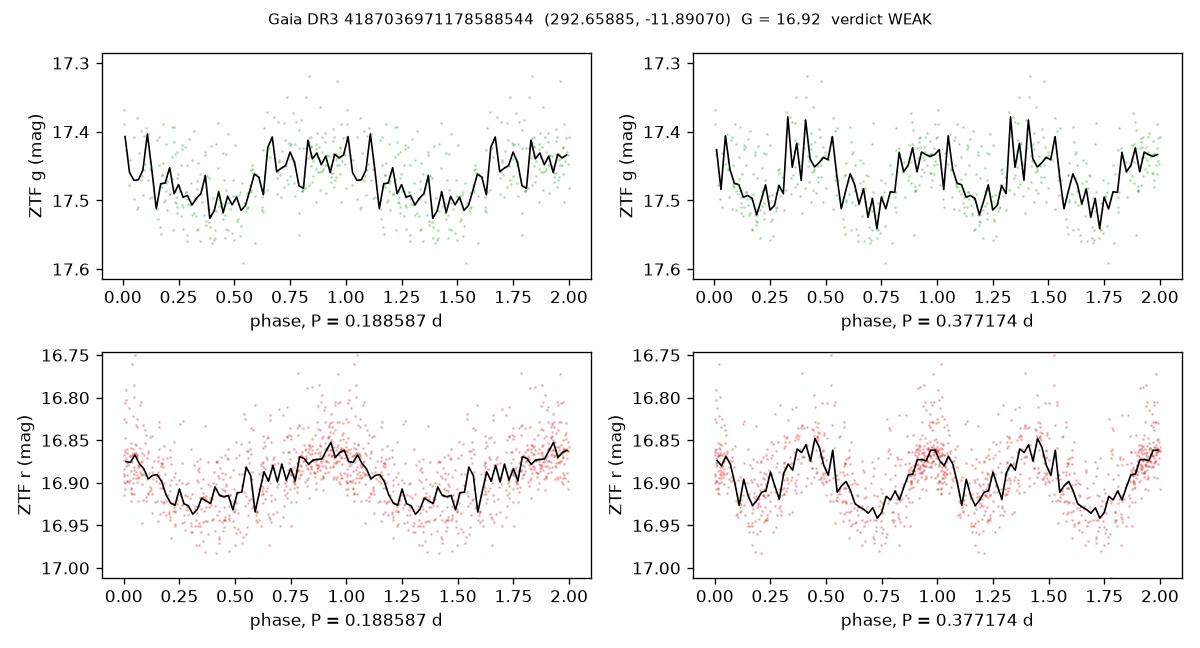 Gaia DR3 4187036971178588544 (292.65885, -11.89070) G = 16.92 verdict WEAK
ZTF g (mag)
17.3
17.4
17.5
17.6
0.00 0.25 0.50 0.75 1.00 1.25 1.50 1.75 2.00
phase, P = 0.188587 d
ZTF g (mag)
17.3
17.4
17.5
17.6
0.00 0.25 0.50 0.75 1.00 1.25 1.50 1.75 2.00
phase, P = 0.377174 d
ZTF r (mag)
16.75
16.80
16.85
16.90
16.95
17.00
0.00 0.25 0.50 0.75 1.00 1.25 1.50 1.75 2.00
phase, P = 0.188587 d
ZTF r (mag)
16.75
16.80
16.85
16.90
16.95
17.00
0.00 0.25 0.50 0.75 1.00 1.25 1.50 1.75 2.00
phase, P = 0.377174 d